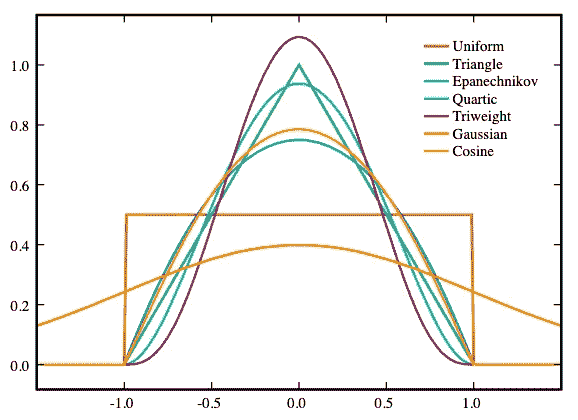 Uniform
Triangle
Epanechnikov
Quartic
Triweight
Gaussian
Cosine
1.0
0.8
0.6
0.4
0.2
0.0
-1.0 -0.5 0.0 0.5 1.0